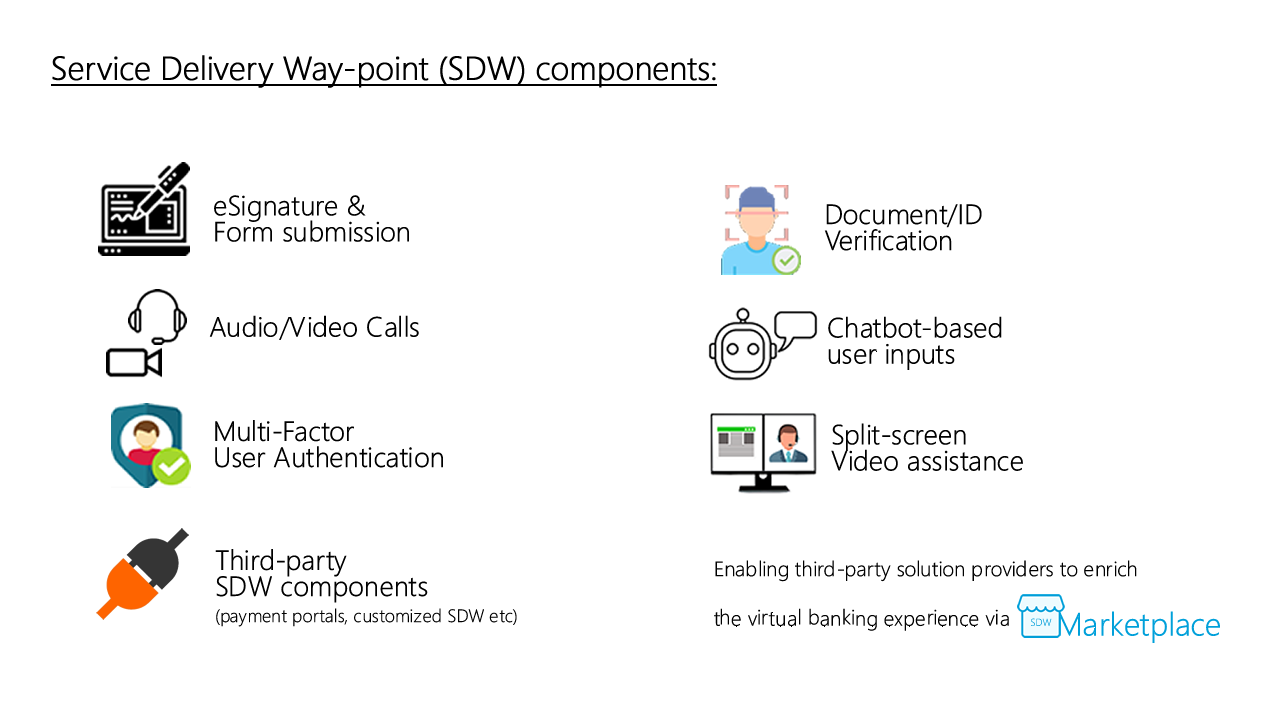 Service Delivery Way-point (SDW) components:
eSignature &
Form submission
Audio/Video Calls
Multi-Factor
User Authentication
Third-party
SDW components
(payment portals, customized SDW etc)
Document/ID
Verification
Chatbot-based
user inputs
Split-screen
Video assistance
Enabling third-party solution providers to enrich
the virtual banking experience via
SDW
Marketplace